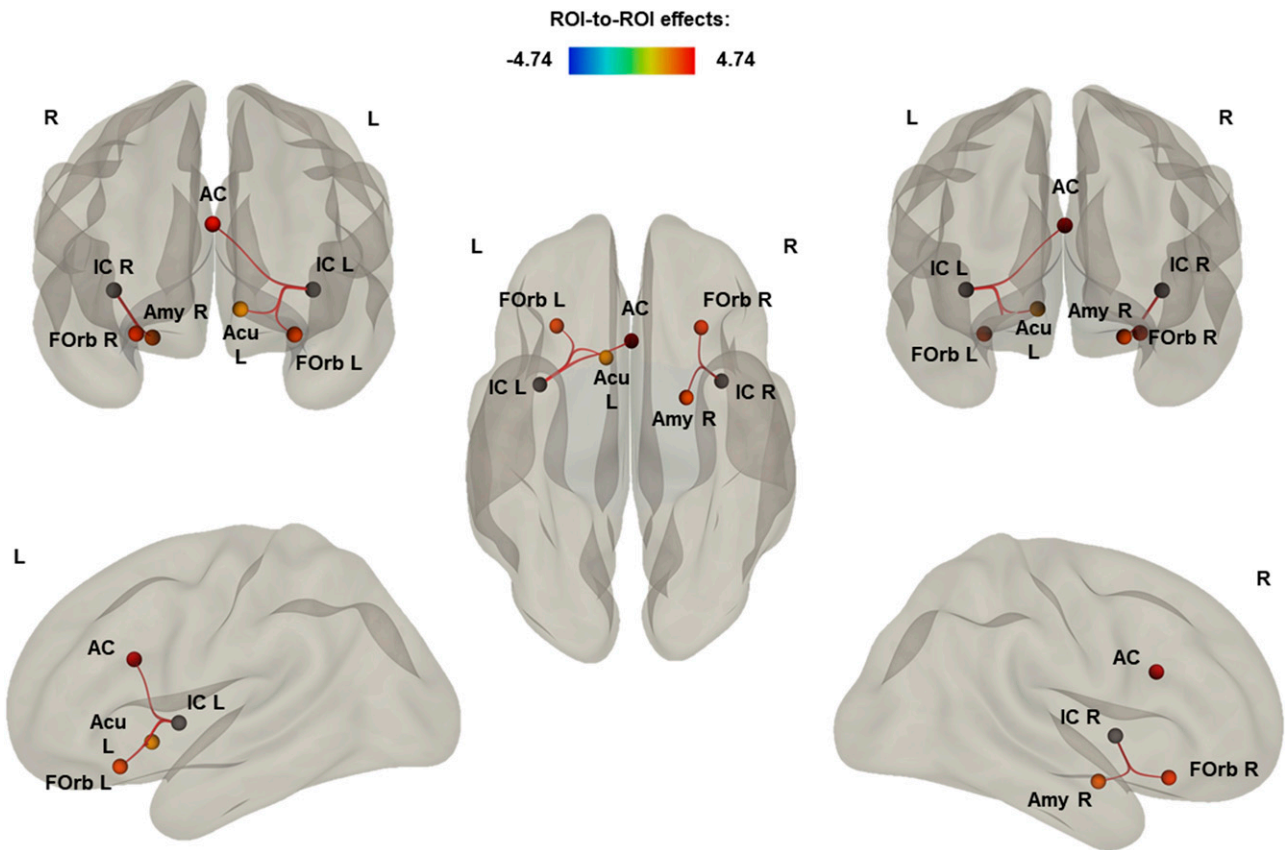 ROI-to-ROI effects:
-4.74 4.74
R
L
AC
IC R
IC L
Amy R
Acu
L
FOrb R
FOrb L
L
R
FOrb L
AC
FOrb R
IC L
Acu
L
IC R
Amy R
L
R
AC
IC L
IC R
Amy R
Acu
L
FOrb L
FOrb R
L
AC
IC L
Acu
L
FOrb L
R
AC
IC R
FOrb R
Amy R